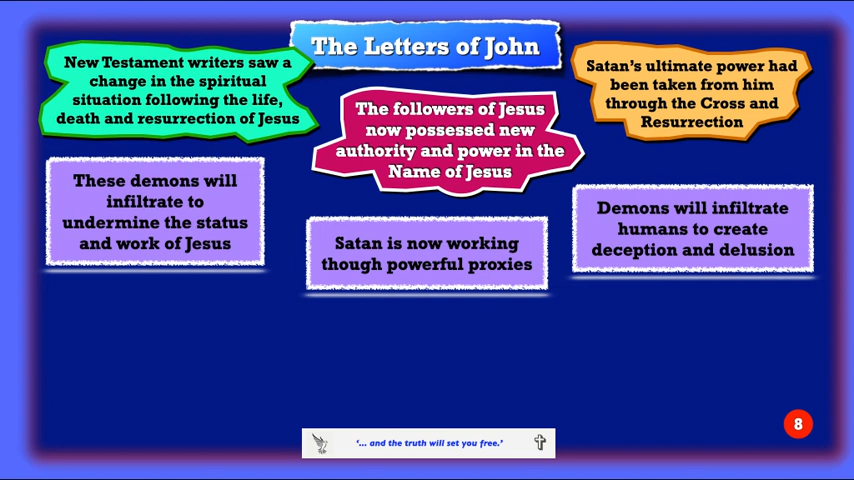 The Letters of John
New Testament writers saw a
change in the spiritual
situation following the life,
death and resurrection of Jesus
The followers of Jesus
now possessed new
authority and power in the
Name of Jesus
Satan's ultimate power had
been taken from him
through the Cross and
Resurrection
These demons will
infiltrate to
undermine the status
and work of Jesus
Satan is now working
though powerful proxies
Demons will infiltrate
humans to create
deception and delusion
8
'... and the truth will set you free.'